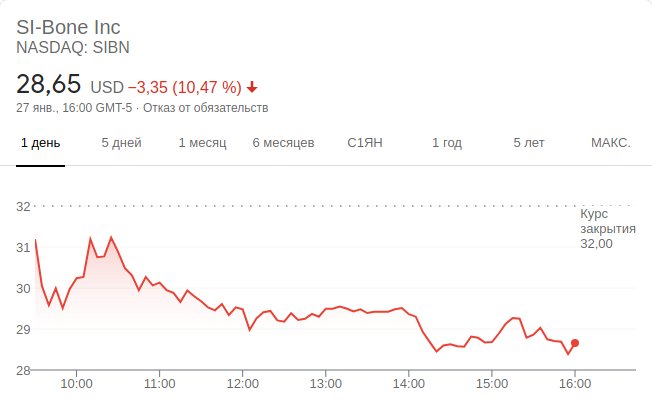 SI-Bone Inc
NASDAQ: SIBN
28,65 USD −3,35 (10,47 %)
27 янв., 16:00 GMT-5 · Отказ от обязательств
1 день 5 дней 1 месяц 6 месяцев С1ЯН 1 год 5 лет МАКС.
32
Курс
закрытия
32,00
31
30
29
28
10:00 11:00 12:00 13:00 14:00 15:00 16:00